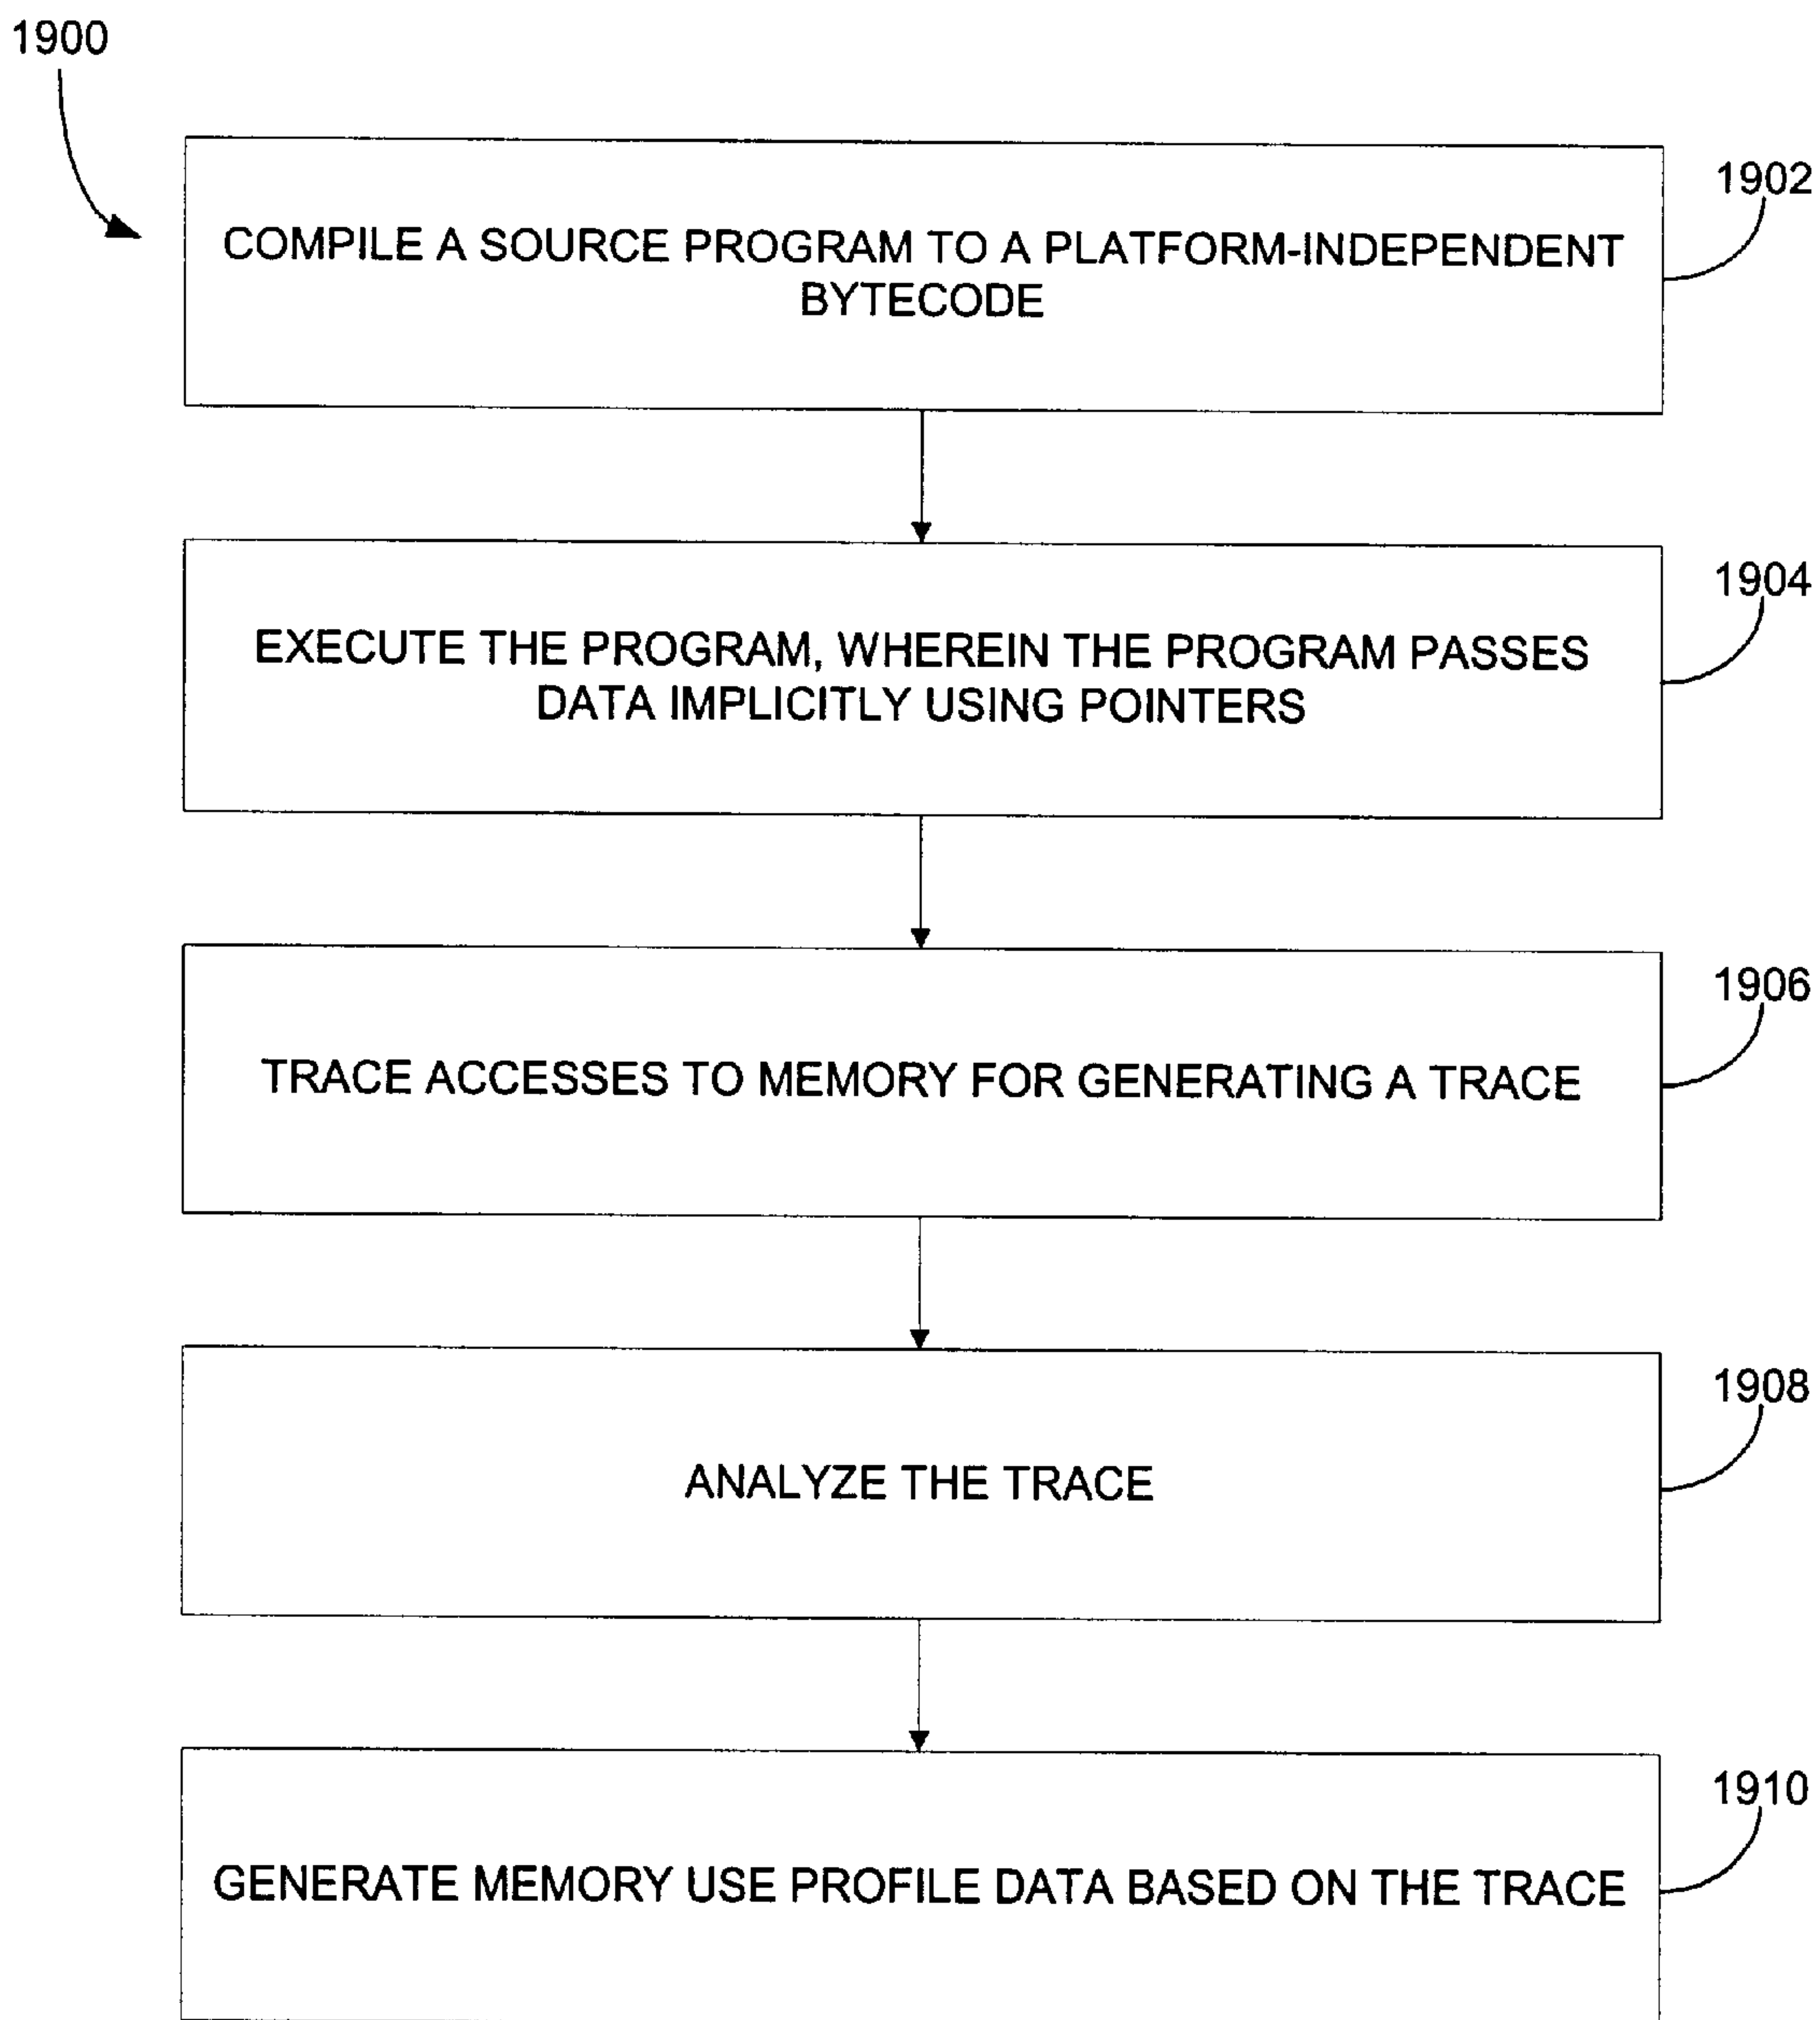 1900
1902
COMPILE A SOURCE PROGRAM TO A PLATFORM-INDEPENDENT
BYTECODE
1904
EXECUTE THE PROGRAM, WHEREIN THE PROGRAM PASSES
DATA IMPLICITLY USING POINTERS
1906
TRACE ACCESSES TO MEMORY FOR GENERATING A TRACE
1908
ANALYZE THE TRACE
1910
GENERATE MEMORY USE PROFILE DATA BASED ON THE TRACE